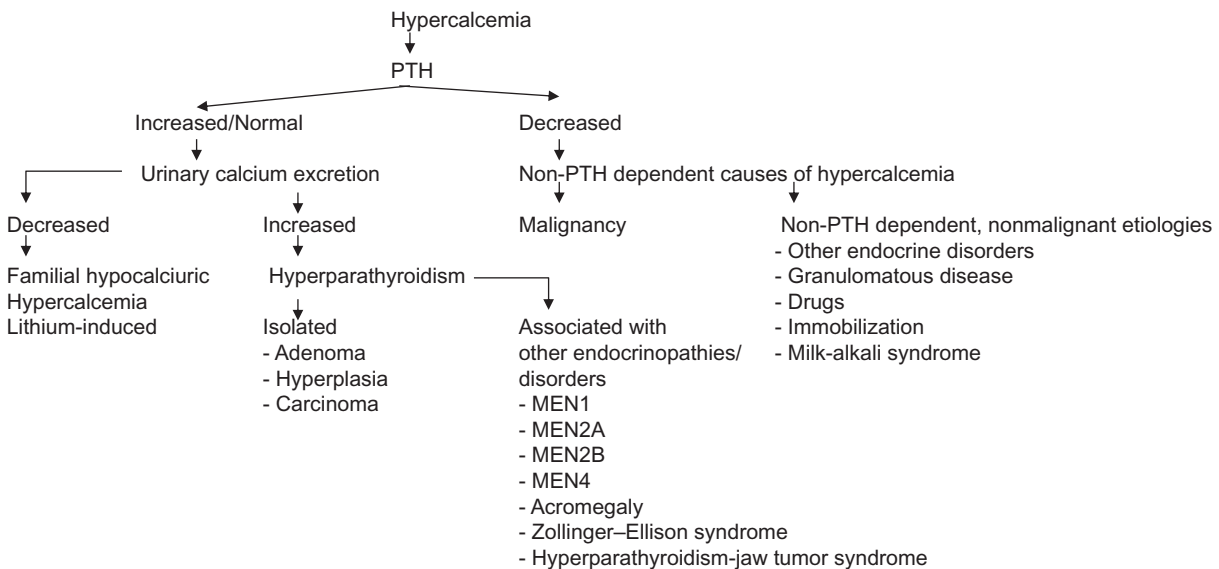 Hypercalcemia
PTH
Increased/Normal
Decreased
Urinary calcium excretion
Non-PTH dependent causes of hypercalcemia
Decreased
Increased
Malignancy
Non-PTH dependent, nonmalignant etiologies
- Other endocrine disorders
- Granulomatous disease
- Drugs
- Immobilization
- Milk-alkali syndrome
Familial hypocalciuric
Hypercalcemia
Lithium-induced
Hyperparathyroidism
Isolated
- Adenoma
- Hyperplasia
- Carcinoma
Associated with
other endocrinopathies/
disorders
- MEN1
- MEN2A
- MEN2B
- MEN4
- Acromegaly
- Zollinger–Ellison syndrome
- Hyperparathyroidism-jaw tumor syndrome